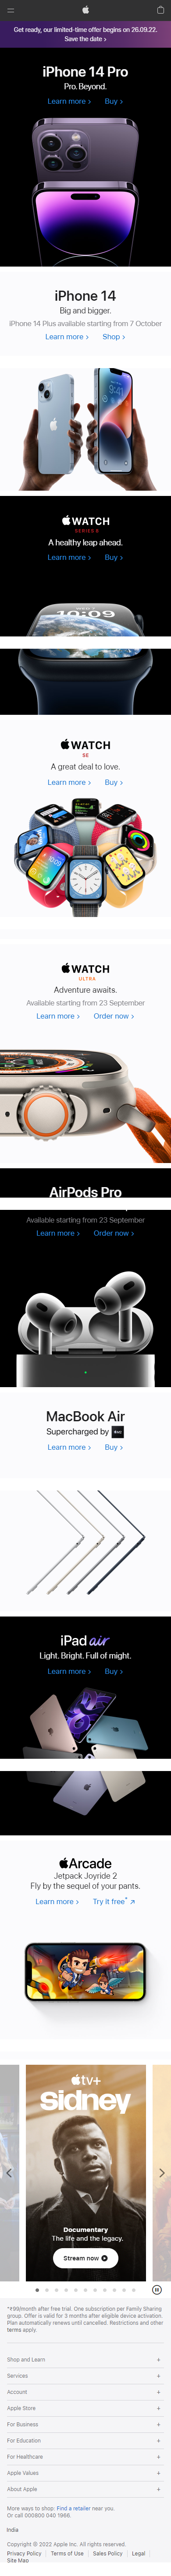 Get ready, our limited-time offer begins on 26.09.22.
Save the date >
iPhone 14 Pro
Pro. Beyond.
Learn more > Buy >
iPhone 14
Big and bigger.
iPhone 14 Plus available starting from 7 October
Learn more > Shop >
WATCH
SERIES 8
A healthy leap ahead.
Learn more > Buy >
10:09
WATCH
SE
A great deal to love.
Learn more > Buy >
WATCH
ULTRA
Adventure awaits.
Available starting from 23 September
Learn more > Order now >
AirPods Pro
Available starting from 23 September
Learn more > Order now >
MacBook Air
Supercharged by
Learn more > Buy >
iPad air
Light. Bright. Full of might.
Learn more > Buy >
Arcade
Jetpack Joyride 2
Fly by the sequel of your pants.
Learn more > Try it free* ↗
tv+
Sidney
Documentary
The life and the legacy.
Stream now
*₹99/month after free trial. One subscription per Family Sharing
group. Offer is valid for 3 months after eligible device activation.
Plan automatically renews until cancelled. Restrictions and other
terms apply.
Shop and Learn +
Services +
Account +
Apple Store +
For Business +
For Education +
For Healthcare +
Apple Values +
About Apple +
More ways to shop: Find a retailer near you.
Or call 000800 040 1966.
India
Copyright © 2022 Apple Inc. All rights reserved.
Privacy Policy | Terms of Use | Sales Policy | Legal |
Site Map